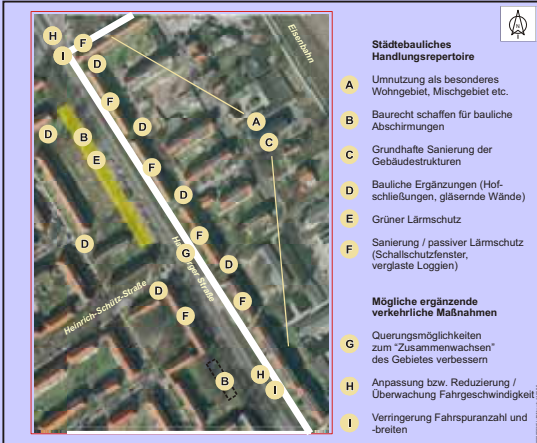 Städtebauliches
Handlungsrepertoire
A Umnutzung als besonderes
Wohngebiet, Mischgebiet etc.
B Baurecht schaffen für bauliche
Abschirmungen
C Grundhafte Sanierung der
Gebäudestrukturen
D Bauliche Ergänzungen (Hof-
schließungen, gläserne Wände)
E Grüner Lärmschutz
F Sanierung / passiver Lärmschutz
(Schallschutzfenster,
verglaste Loggien)
Mögliche ergänzende
verkehrliche Maßnahmen
G Querungsmöglichkeiten
zum "Zusammenwachsen"
des Gebietes verbessern
H Anpassung bzw. Reduzierung /
Überwachung Fahrgeschwindigkeit
I Verringerung Fahrspuranzahl und
-breiten
Eisenbahn
H
F
I
D
F
A
D
D
B
C
E
F
D
F
D
G
D
Straße
Heinrich-Schütz-Straße
D
F
F
H
B
I